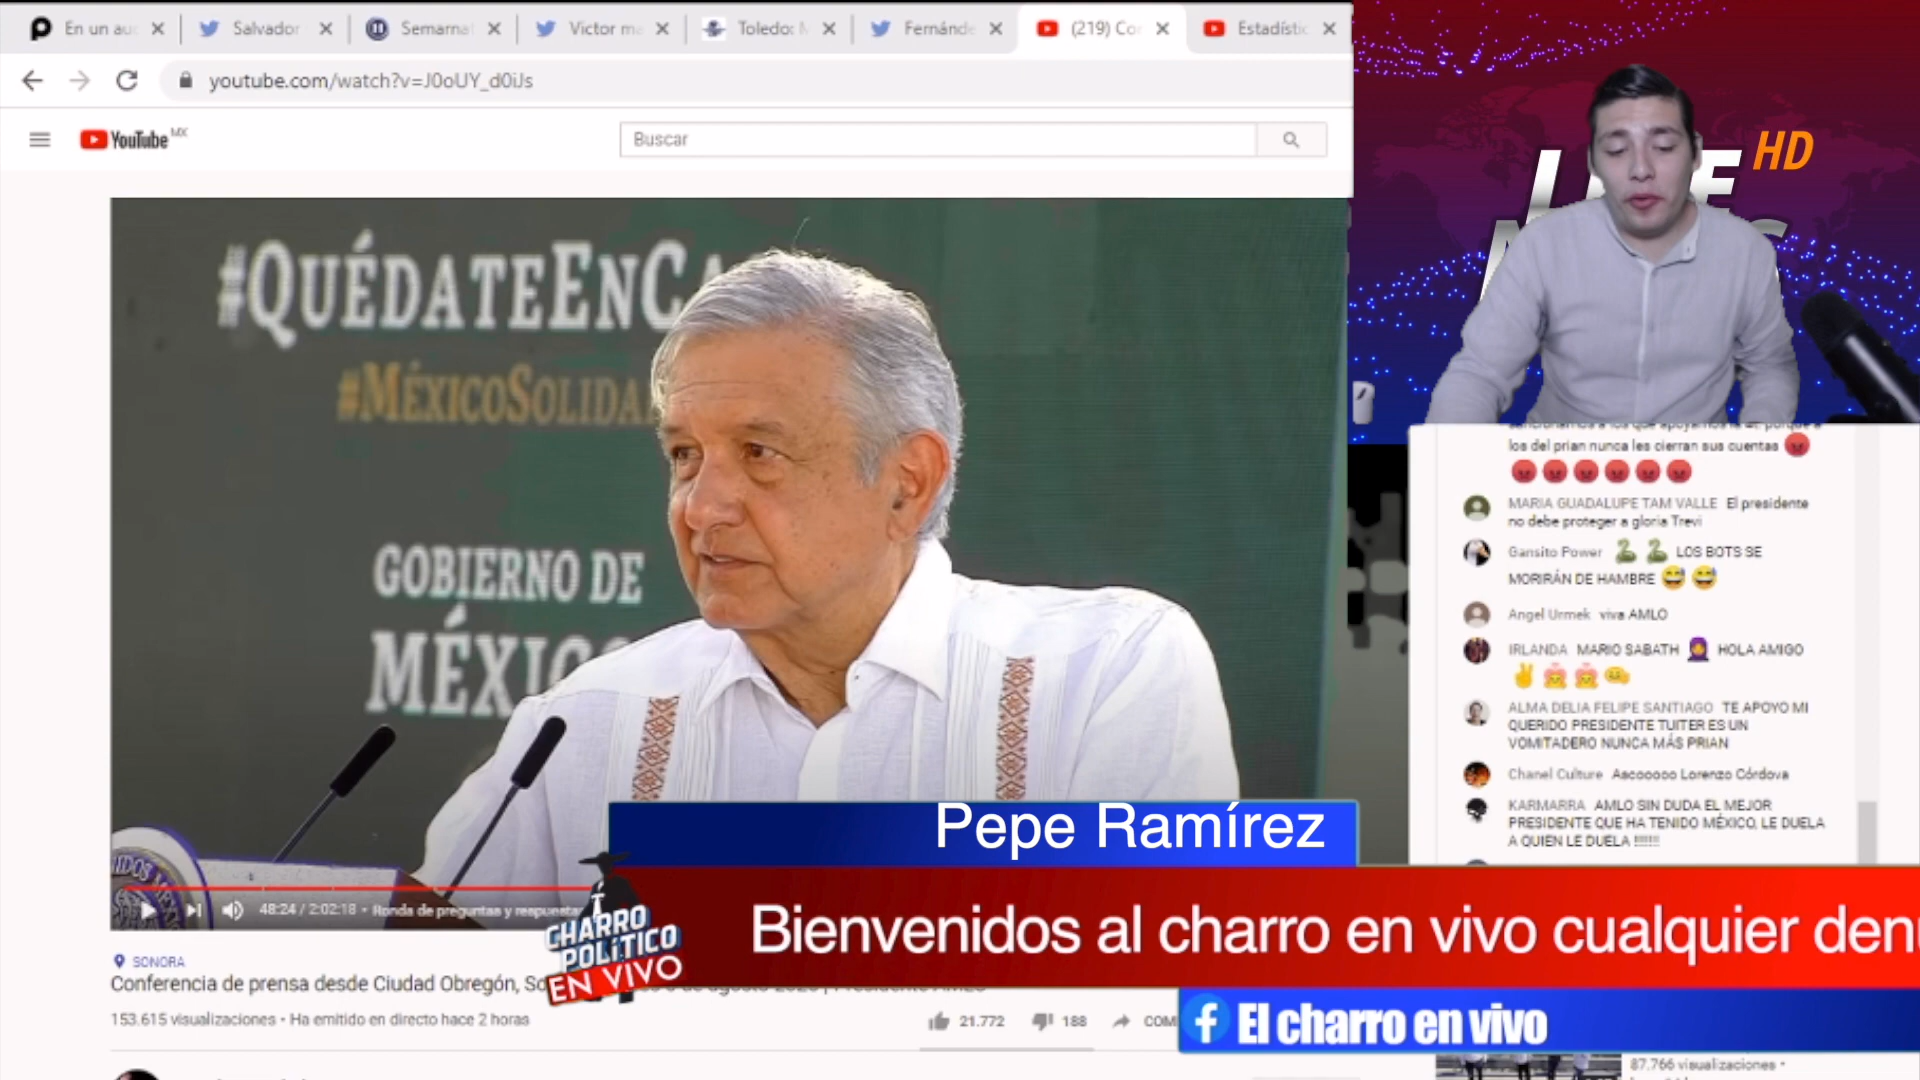 En un au
Salvador
Semarna
Victor m
Toledo:
Fernánd
(219) Co
Estadístic
youtube.com/watch?v=J0oUY_d0iJs
YouTube MX
Buscar
#QUÉDATEENCA
#MÉXICOSOLIDA
GOBIERNO DE
MÉXIC
LIVE
HD
48:24 / 2:02:18 • Ronda de preguntas y respuesta
SONORA
Conferencia de prensa desde Ciudad Obregón, So
153.615 visualizaciones • Ha emitido en directo hace 2 horas
21.772
188
COM
los del prian nunca les cierran sus cuentas
MARIA GUADALUPE TAM VALLE El presidente
no debe proteger a gloria Trevi
Gansito Power LOS BOTS SE
MORIRÁN DE HAMBRE
Angel Urmek viva AMLO
IRLANDA MARIO SABATH HOLA AMIGO
ALMA DELIA FELIPE SANTIAGO TE APOYO MI
QUERIDO PRESIDENTE TUITER ES UN
VOMITADERO NUNCA MÁS PRIAN
Chanel Culture Ascooooo Lorenzo Córdova
KARMARRA AMLO SIN DUDA EL MEJOR
PRESIDENTE QUE HA TENIDO MÉXICO, LE DUELA
A QUIEN LE DUELA !!!!!!!
Pepe Ramírez
CHARRO
POLÍTICO
EN VIVO
Bienvenidos al charro en vivo cualquier den
El charro en vivo
87.766 visualizaciones •